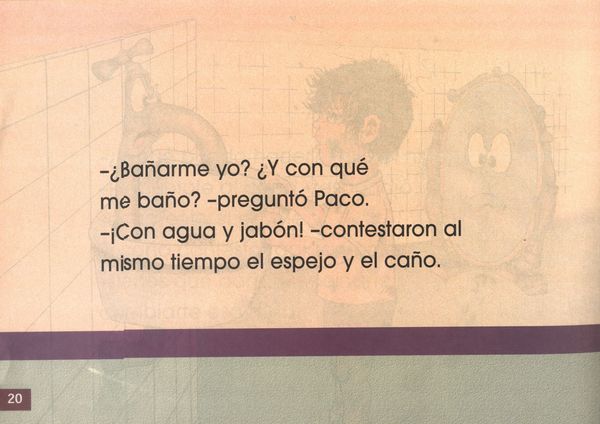 –¿Bañarme yo? ¿Y con qué
me baño? –preguntó Paco.
–¡Con agua y jabón! –contestaron al
mismo tiempo el espejo y el caño.
20